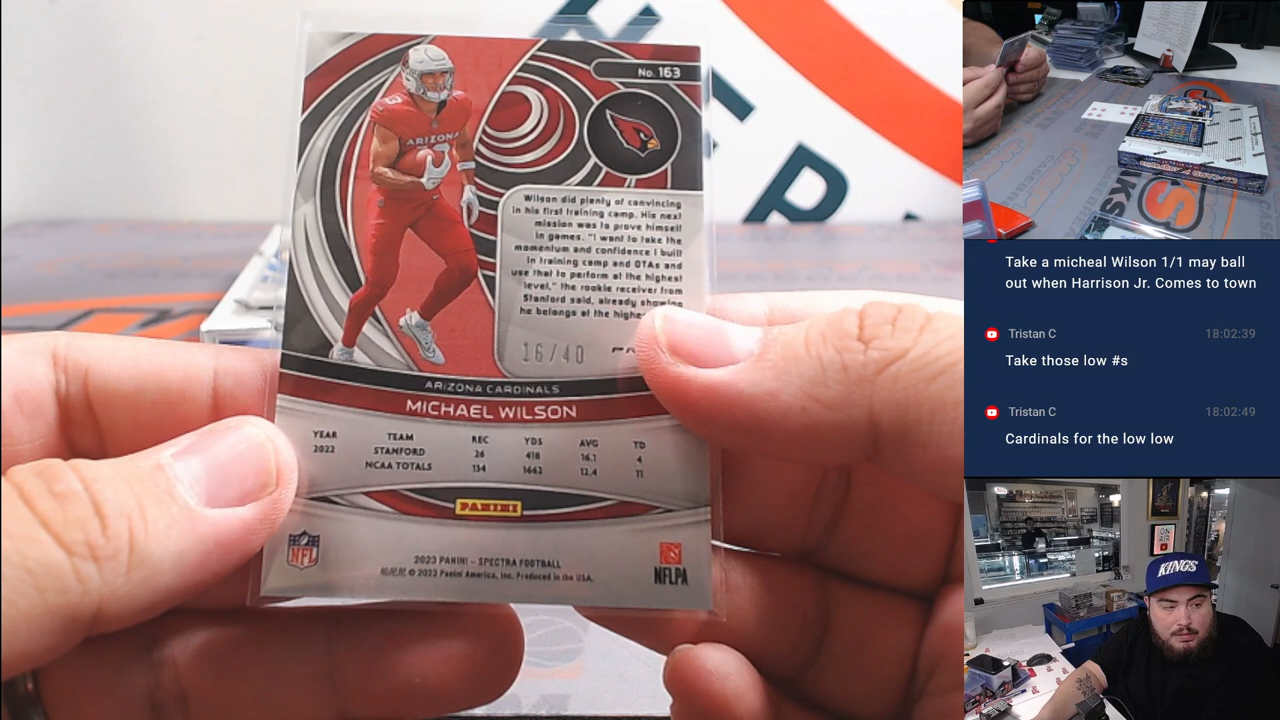 No. 163
ARIZONA
Wilson did plenty of convincing
in his first training camp. His next
mission was to prove himself
in games. "I want to take the
momentum and confidence I built
in training camp and OTAs and
use that to perform at the highest
level," the rookie receiver from
Stanford said, already showing
he belongs at the highes
16/40
ARIZONA CARDINALS
MICHAEL WILSON
YEAR TEAM REC YDS AVG TD
2022 STANFORD 26 418 16.1 4
NCAA TOTALS 134 1662 12.4 11
PANINI
NFL
2023 PANINI – SPECTRA FOOTBALL
© 2023 Panini America, Inc. Produced in the USA.
NFLPA
Take a micheal Wilson 1/1 may ball
out when Harrison Jr. Comes to town
Tristan C 18:02:39
Take those low #s
Tristan C 18:02:49
Cardinals for the low low
ON
AIR
KINGS